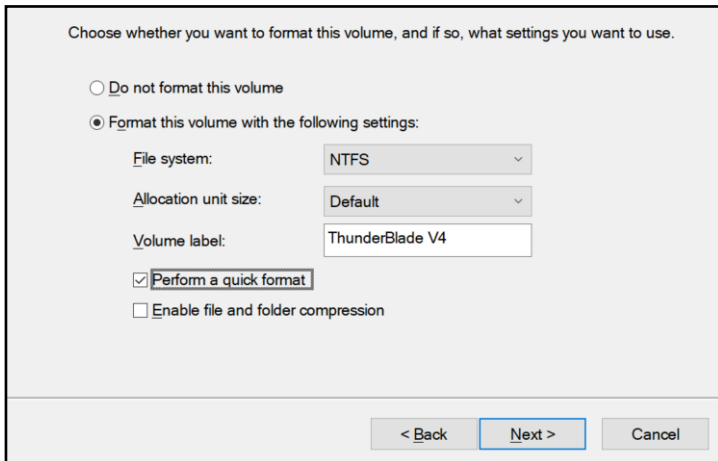 Choose whether you want to format this volume, and if so, what settings you want to use.
Do not format this volume
Format this volume with the following settings:
File system: NTFS
Allocation unit size: Default
Volume label: ThunderBlade V4
Perform a quick format
Enable file and folder compression
< Back Next > Cancel